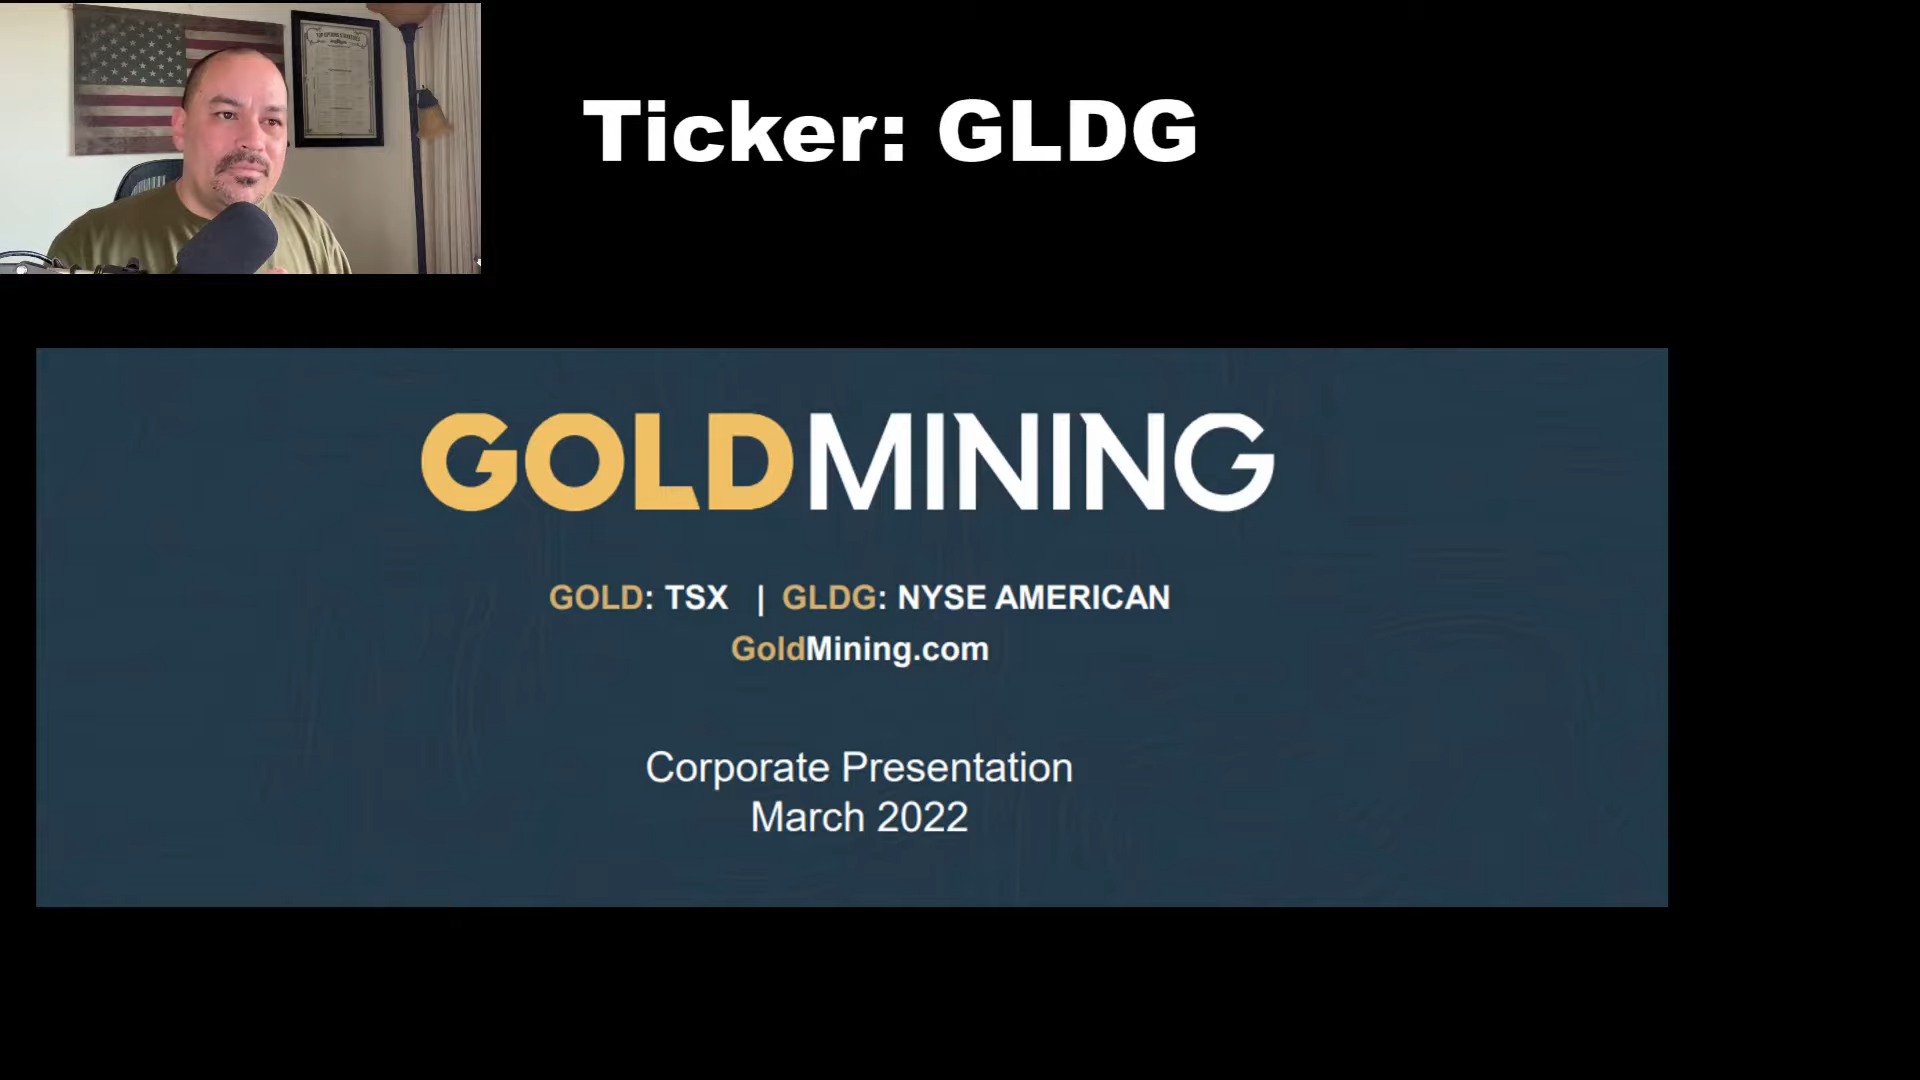 Ticker: GLDG
GOLDMINING
GOLD: TSX | GLDG: NYSE AMERICAN
GoldMining.com
Corporate Presentation
March 2022